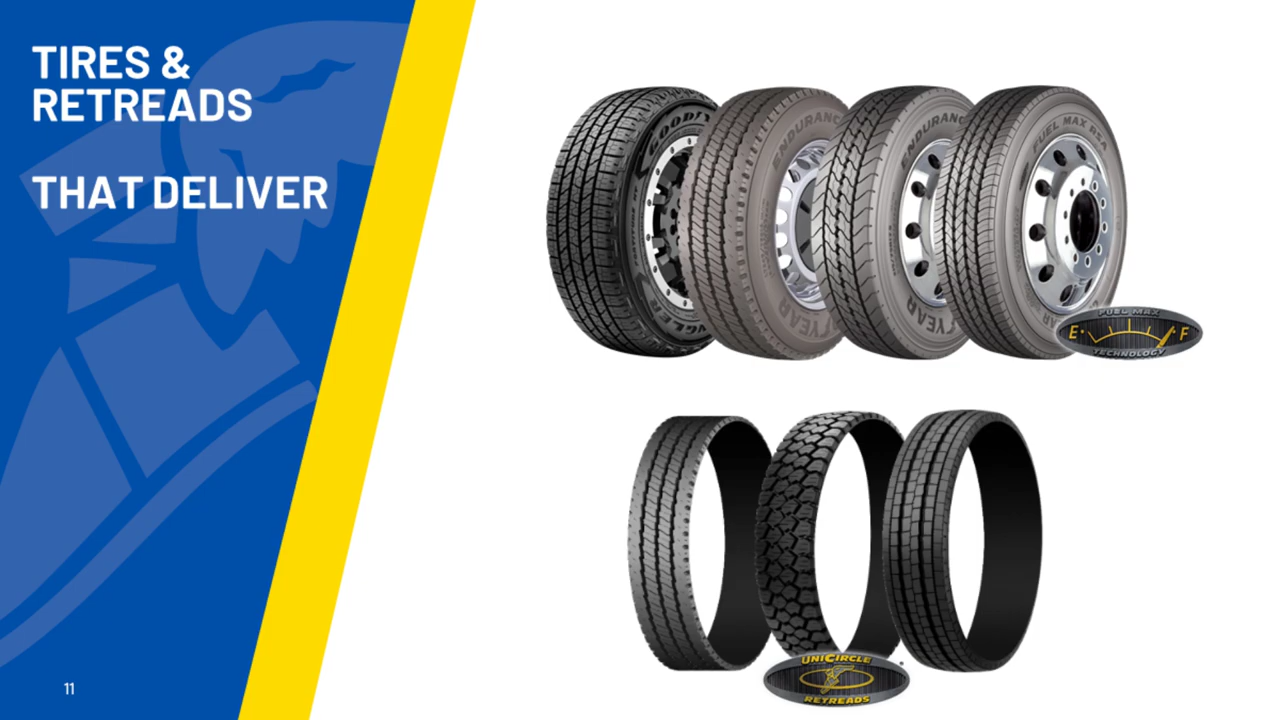 TIRES &
RETREADS
THAT DELIVER
GOODYEAR
ENDURANCE
ENDURANCE
FUEL MAX RSA
FUEL MAX
E F
TECHNOLOGY
UNICIRCLE
RETREADS
11